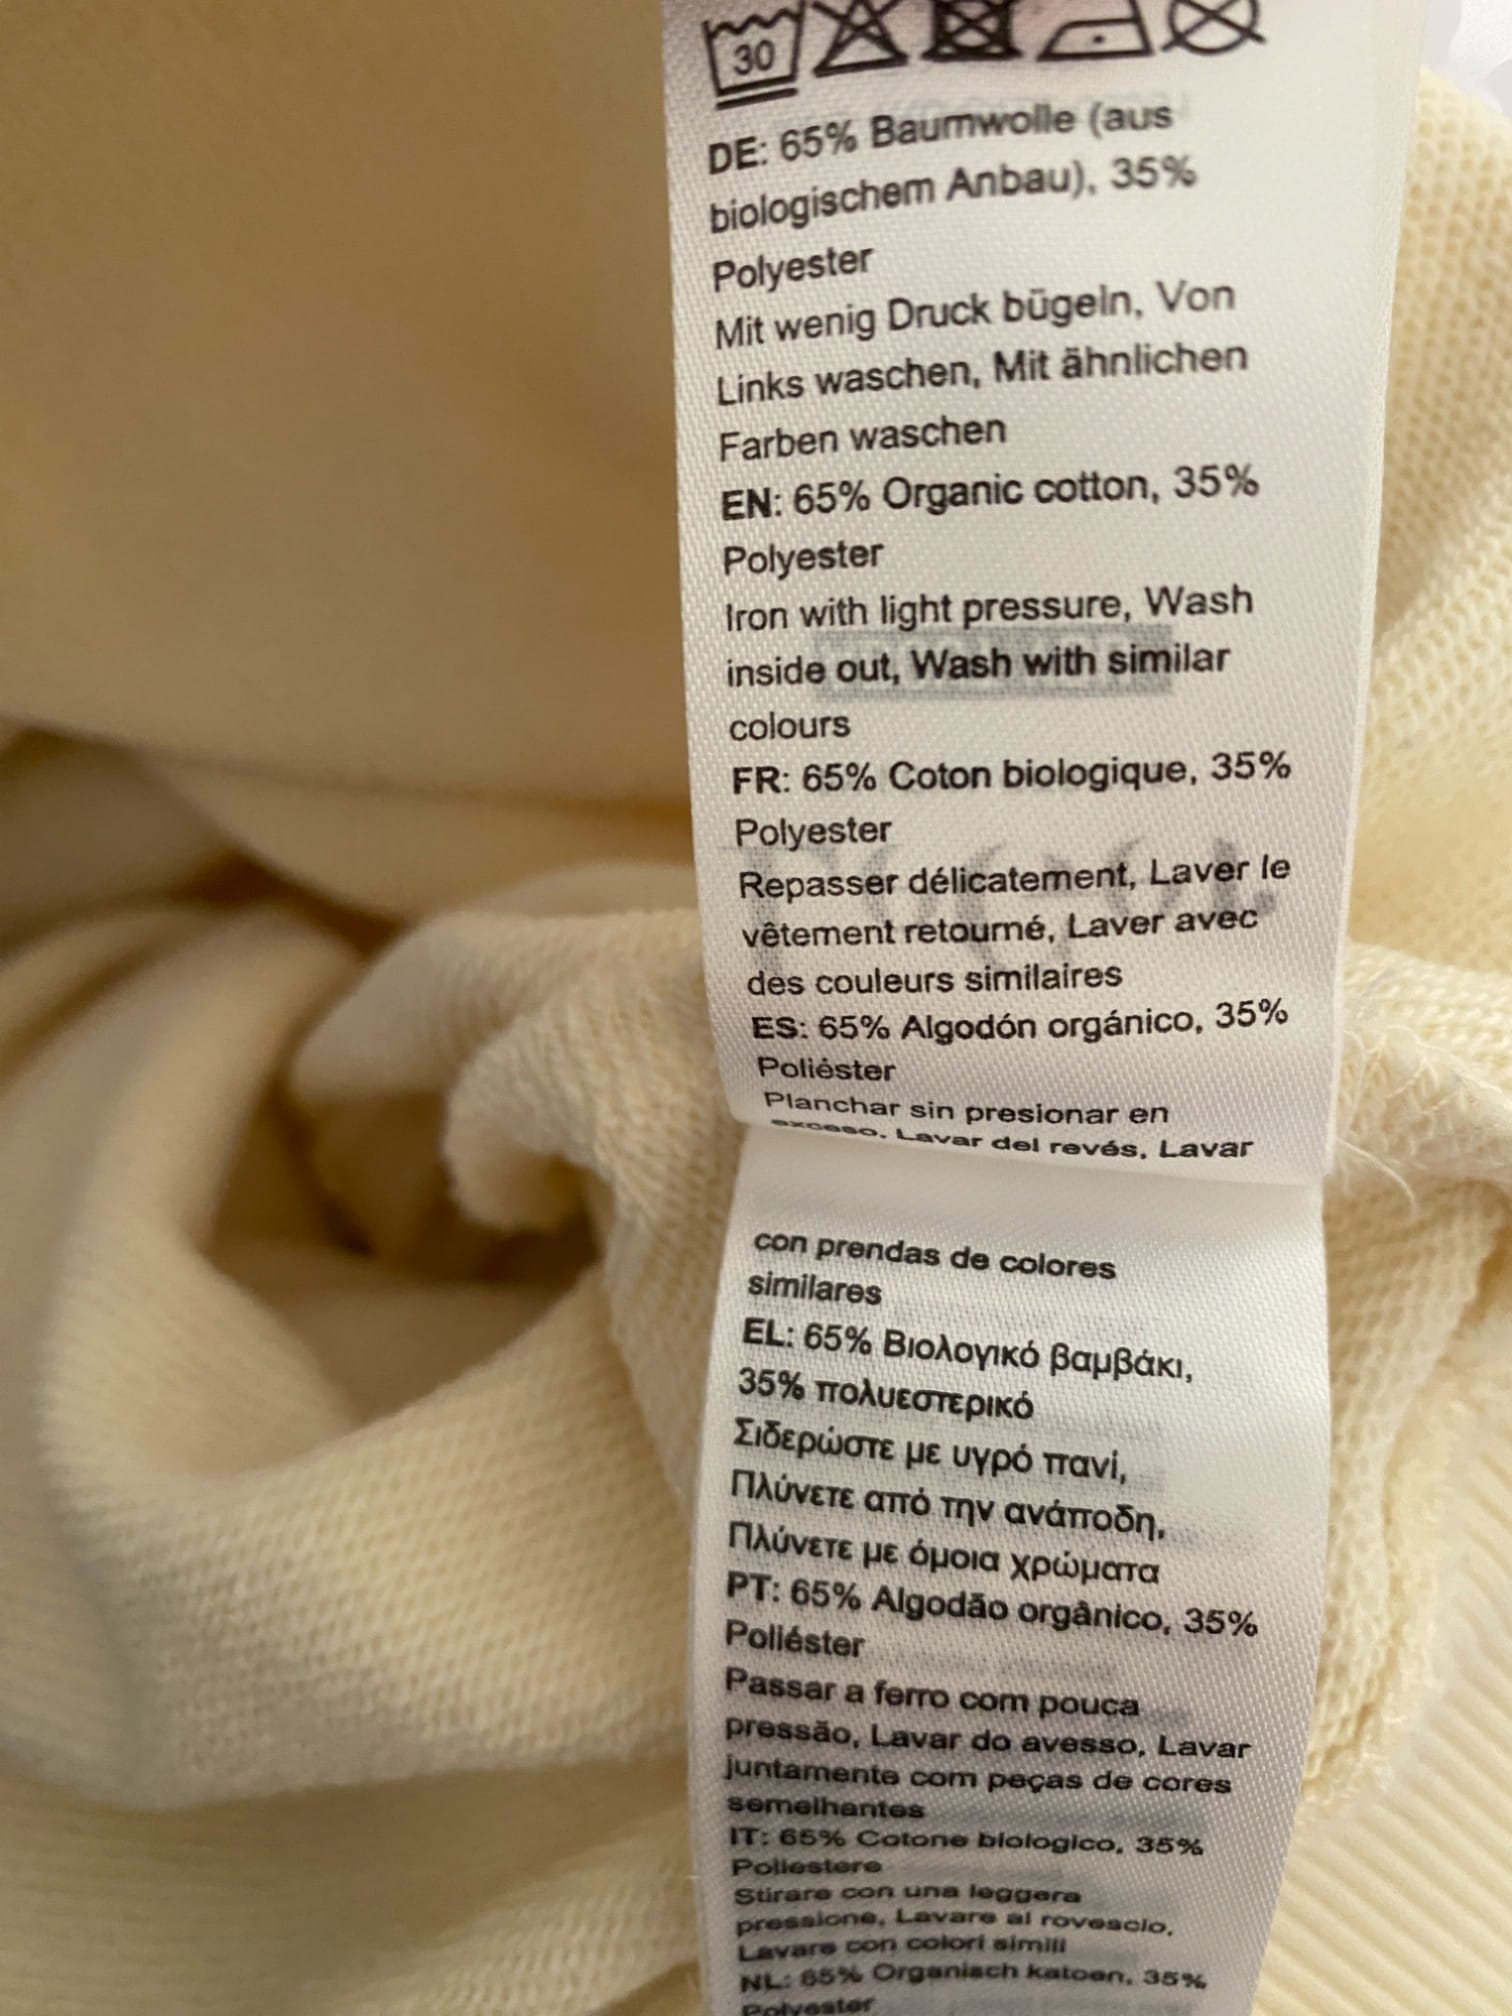 30
DE: 65% Baumwolle (aus
biologischem Anbau), 35%
Polyester
Mit wenig Druck bügeln, Von
Links waschen, Mit ähnlichen
Farben waschen
EN: 65% Organic cotton, 35%
Polyester
Iron with light pressure, Wash
inside out, Wash with similar
colours
FR: 65% Coton biologique, 35%
Polyester
Repasser délicatement, Laver le
vêtement retourné, Laver avec
des couleurs similaires
ES: 65% Algodón orgánico, 35%
Poliéster
Planchar sin presionar en
exceso, Lavar del revés, Lavar
con prendas de colores
similares
EL: 65% Βιολογικό βαμβάκι,
35% πολυεστερικό
Σιδερώστε με υγρό πανί,
Πλύνετε από την ανάποδη,
Πλύνετε με όμοια χρώματα
PT: 65% Algodão orgânico, 35%
Poliéster
Passar a ferro com pouca
pressão, Lavar do avesso, Lavar
juntamente com peças de cores
semelhantes
IT: 65% Cotone biologico, 35%
Poliestere
Stirare con una leggera
pressione, Lavare al rovescio,
Lavare con colori simili
NL: 65% Organisch katoen, 35%
Polyester